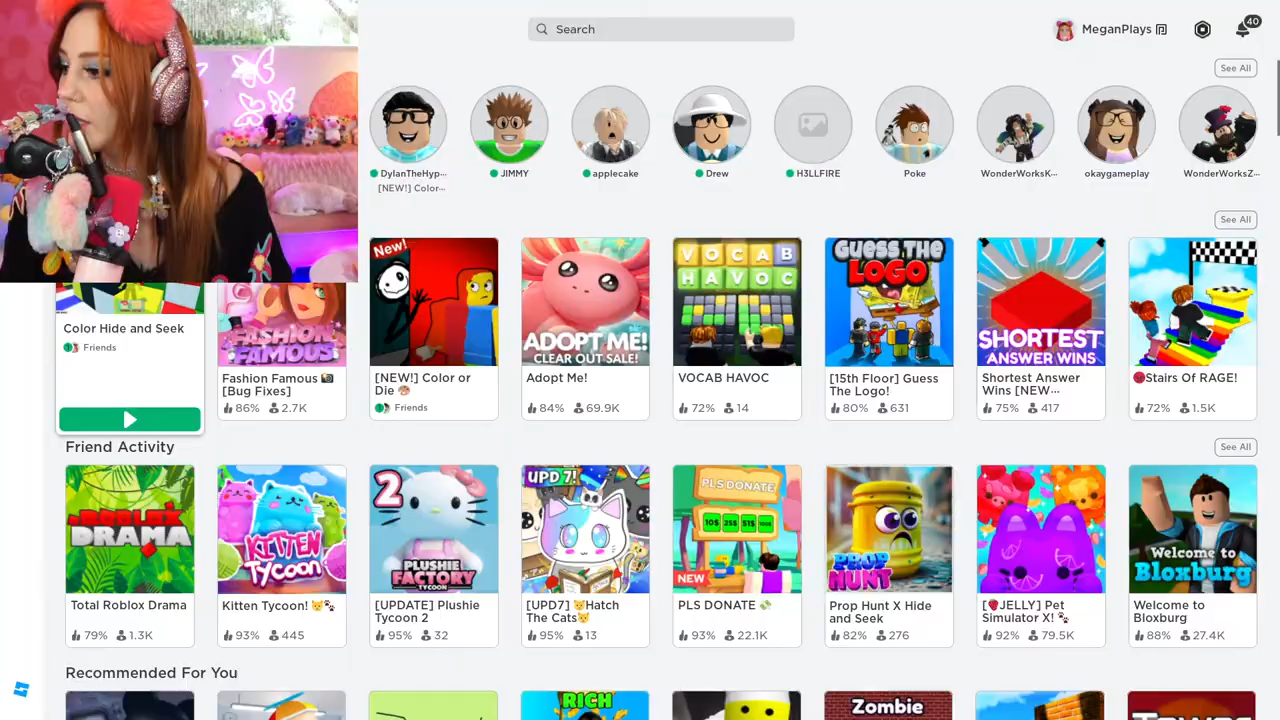 Search
MeganPlays
40
See All
DylanTheHyp...
[NEW!] Color...
JIMMY
applecake
Drew
H3LLFIRE
Poke
WonderWorksK...
okaygameplay
WonderWorksZ...
See All
Color Hide and Seek
Friends
FASHION
FAMOUS
Fashion Famous 📸
[Bug Fixes]
86% 2.7K
New!
[NEW!] Color or
Die 🎨
Friends
ADOPT ME!
CLEAR OUT SALE!
Adopt Me!
84% 69.9K
VOCAB
HAVOC
VOCAB HAVOC
72% 14
GUESS THE
LOGO
[15th Floor] Guess
The Logo!
80% 631
SHORTEST
ANSWER WINS
Shortest Answer
Wins [NEW...
75% 417
Stairs Of RAGE!
72% 1.5K
Friend Activity
See All
ROBLOX
DRAMA
Total Roblox Drama
79% 1.3K
KITTEN
TYCOON
Kitten Tycoon! 😼🐾
93% 445
2
PLUSHIE
FACTORY
TYCOON
[UPDATE] Plushie
Tycoon 2
95% 32
UPD 7!
[UPD7] 😺Hatch
The Cats😺
95% 13
PLS DONATE
10$ 25$ 51$ 100$
NEW
PLS DONATE 💸
93% 22.1K
PROP
HUNT
Prop Hunt X Hide
and Seek
82% 276
[🍓JELLY] Pet
Simulator X! 🐾
92% 79.5K
Welcome to
Bloxburg
Welcome to
Bloxburg
88% 27.4K
Recommended For You
RICH
Zombie